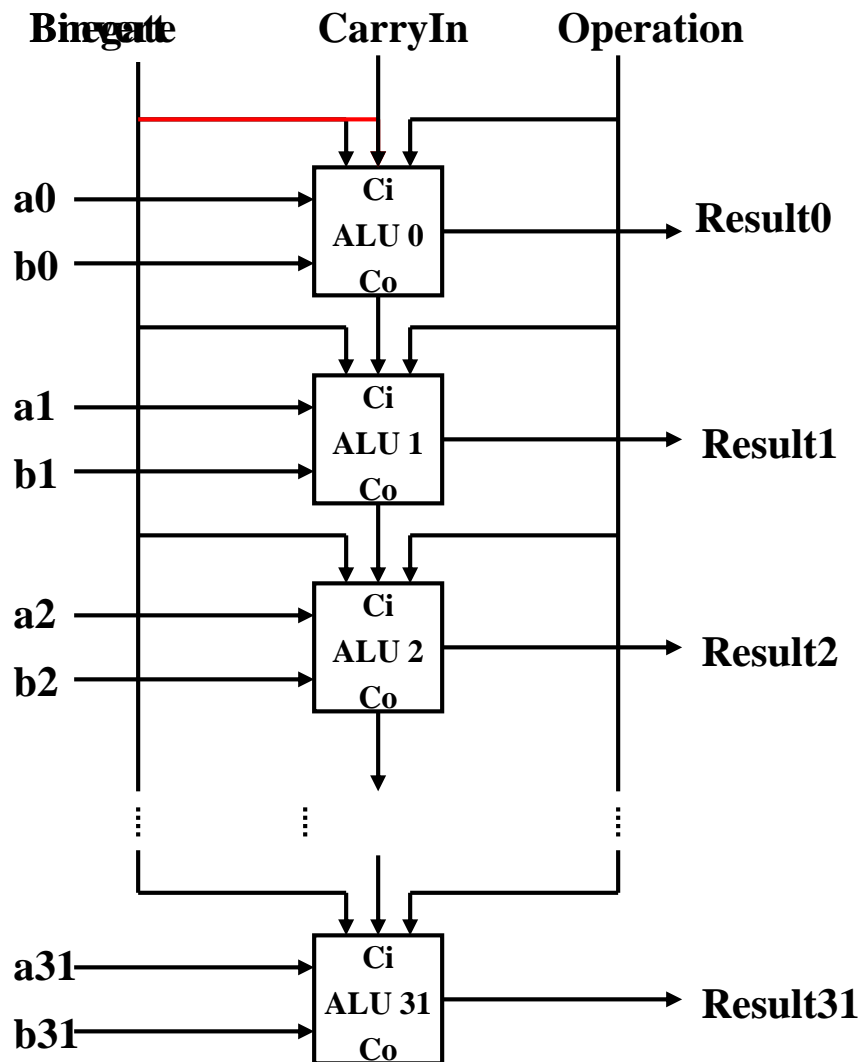 CarryIn Operation
Ci
a0 ALU 0 Result0
b0
Co
Ci
a1 ALU 1 Result1
b1
Co
Ci
a2 ALU 2 Result2
b2
Co
Ci
a31 ALU 31 Result31
b31
Co